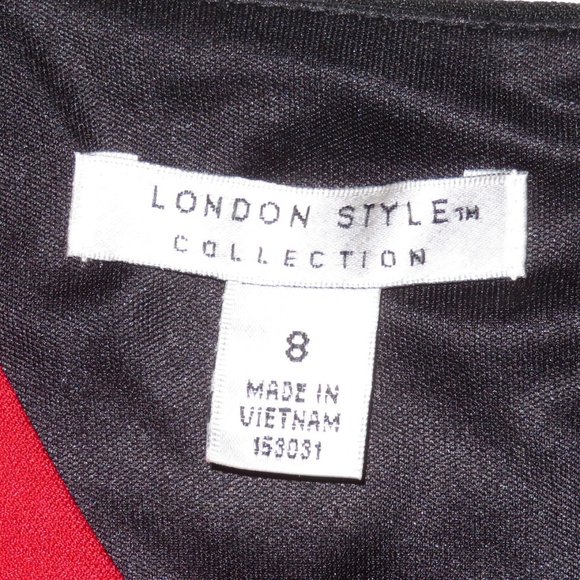 LONDON STYLE™
COLLECTION
8
MADE IN
VIETNAM
153031